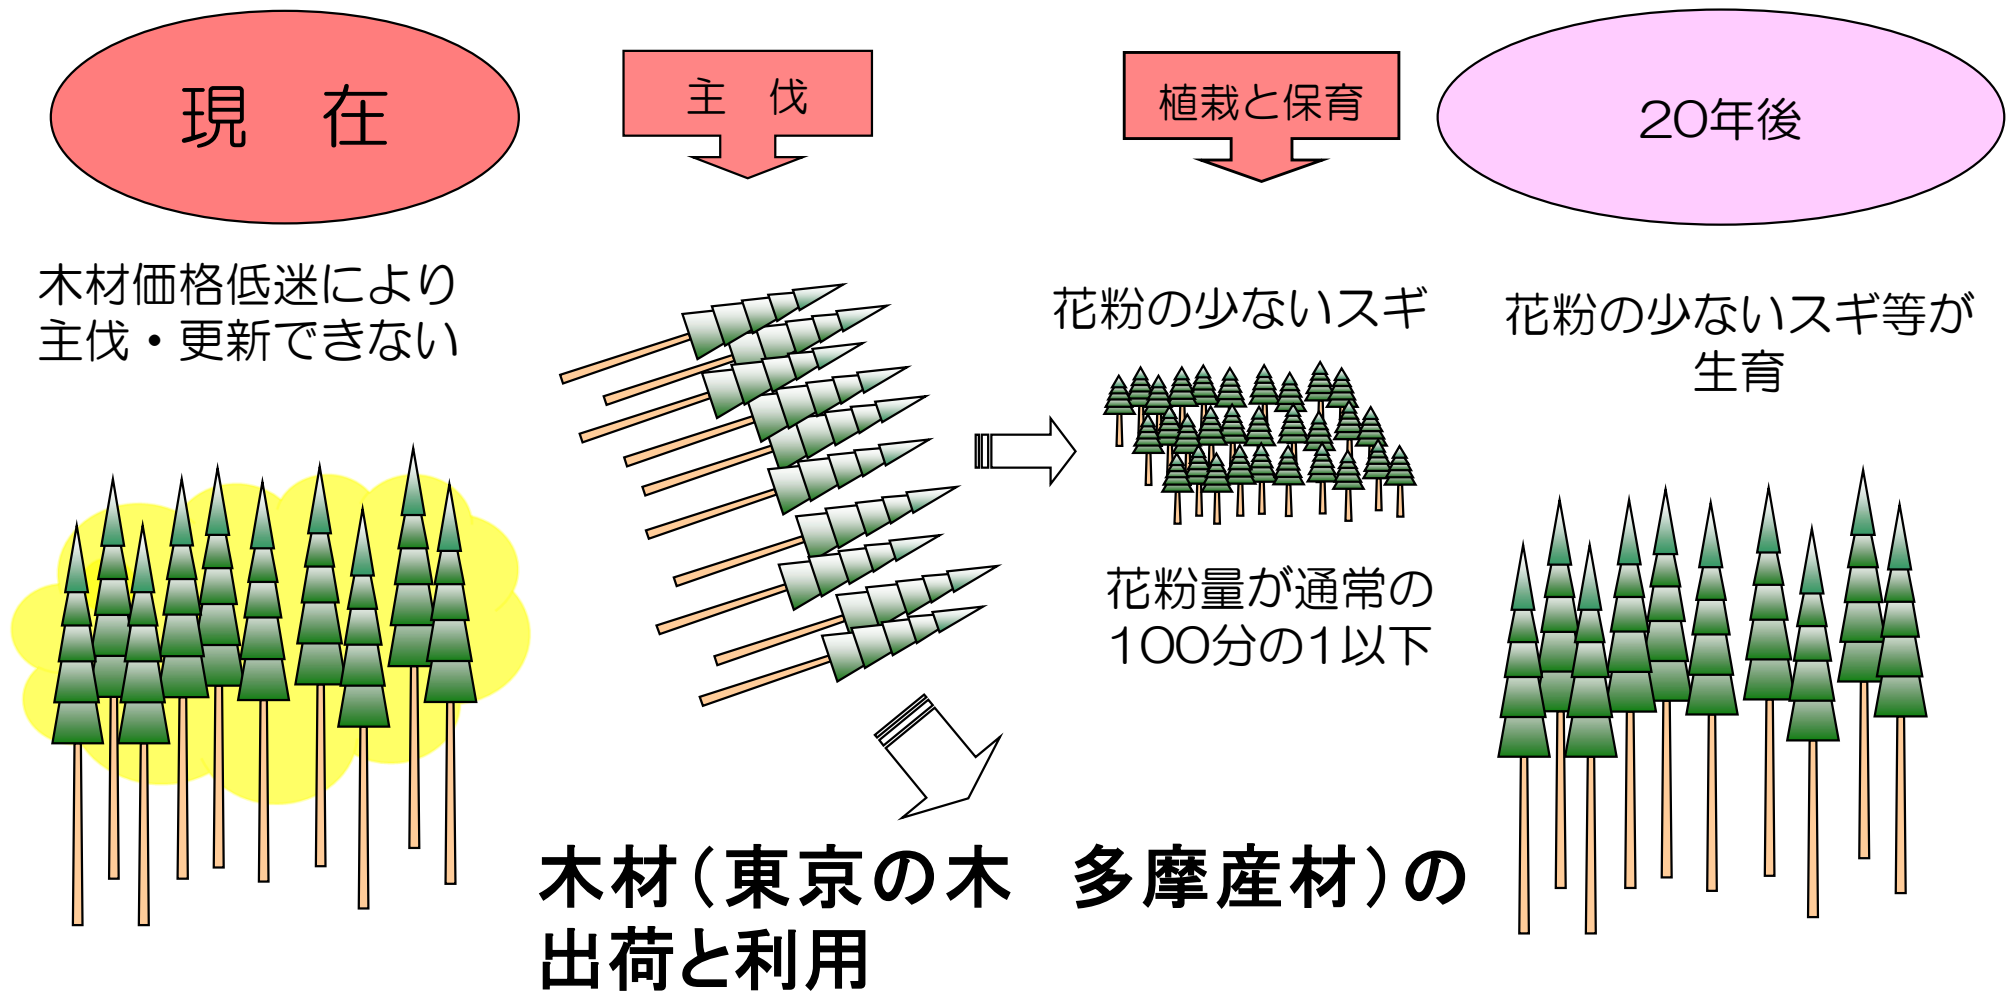 現　在
主　伐
植栽と保育
20年後
木材価格低迷により
主伐・更新できない
花粉の少ないスギ
花粉量が通常の
100分の1以下
花粉の少ないスギ等が
生育
木材（東京の木　多摩産材）の
出荷と利用